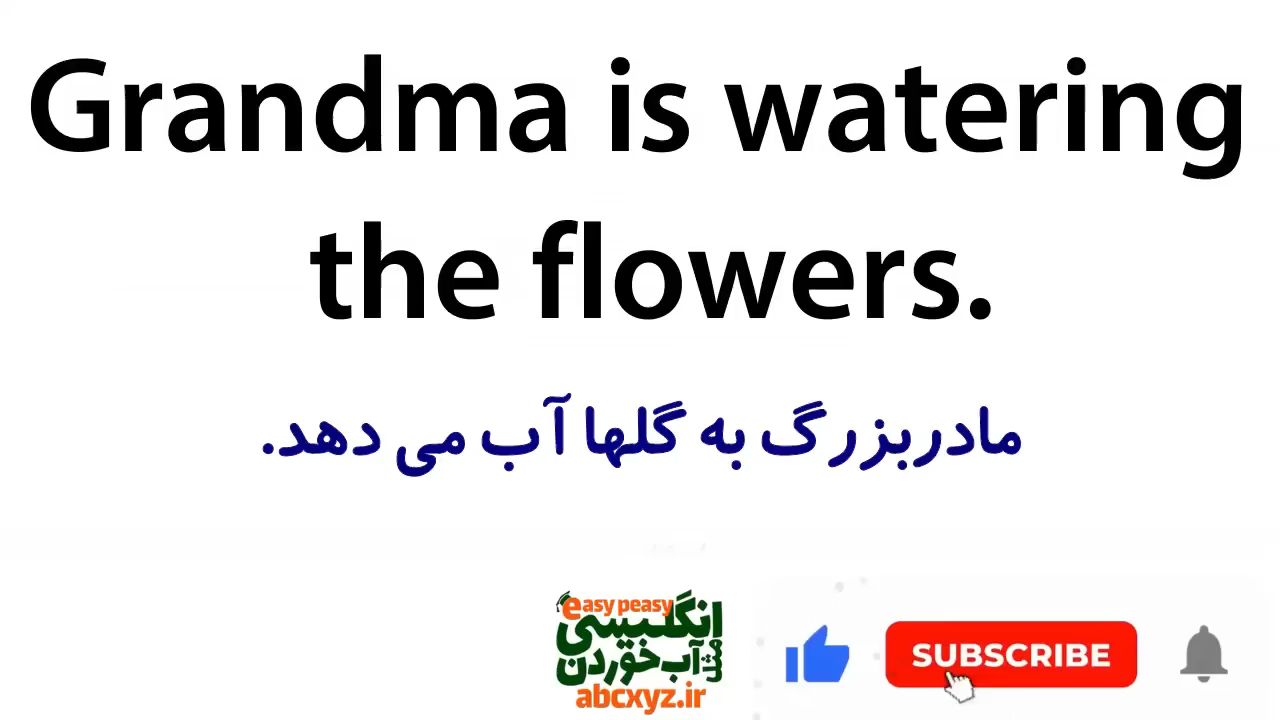 Grandma is watering
the flowers.
مادربزرگ به گلها آب می دهد.
easy peasy
انگلیسی
مثل
آب خوردن
abcxyz.ir
SUBSCRIBE